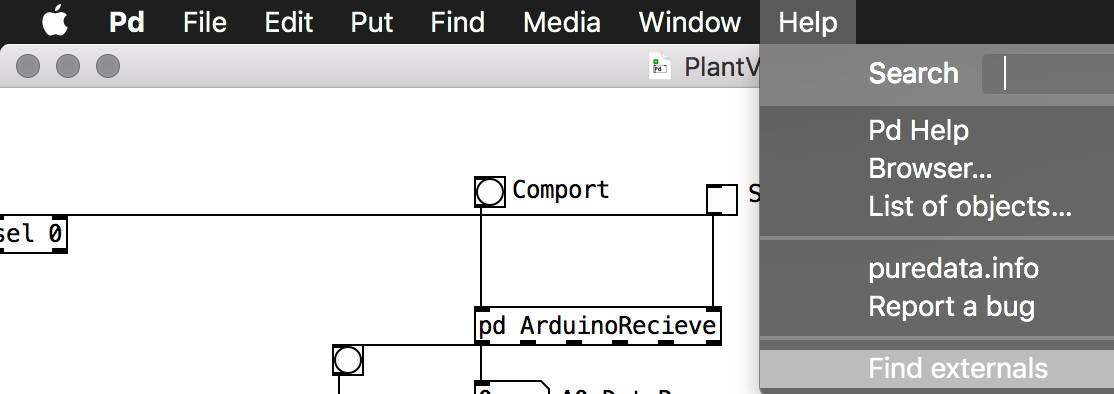 Pd File Edit Put Find Media Window Help
PlantV
Search
Pd Help
Browser...
List of objects...
puredata.info
Report a bug
Find externals
Comport
S
sel 0
pd ArduinoRecieve